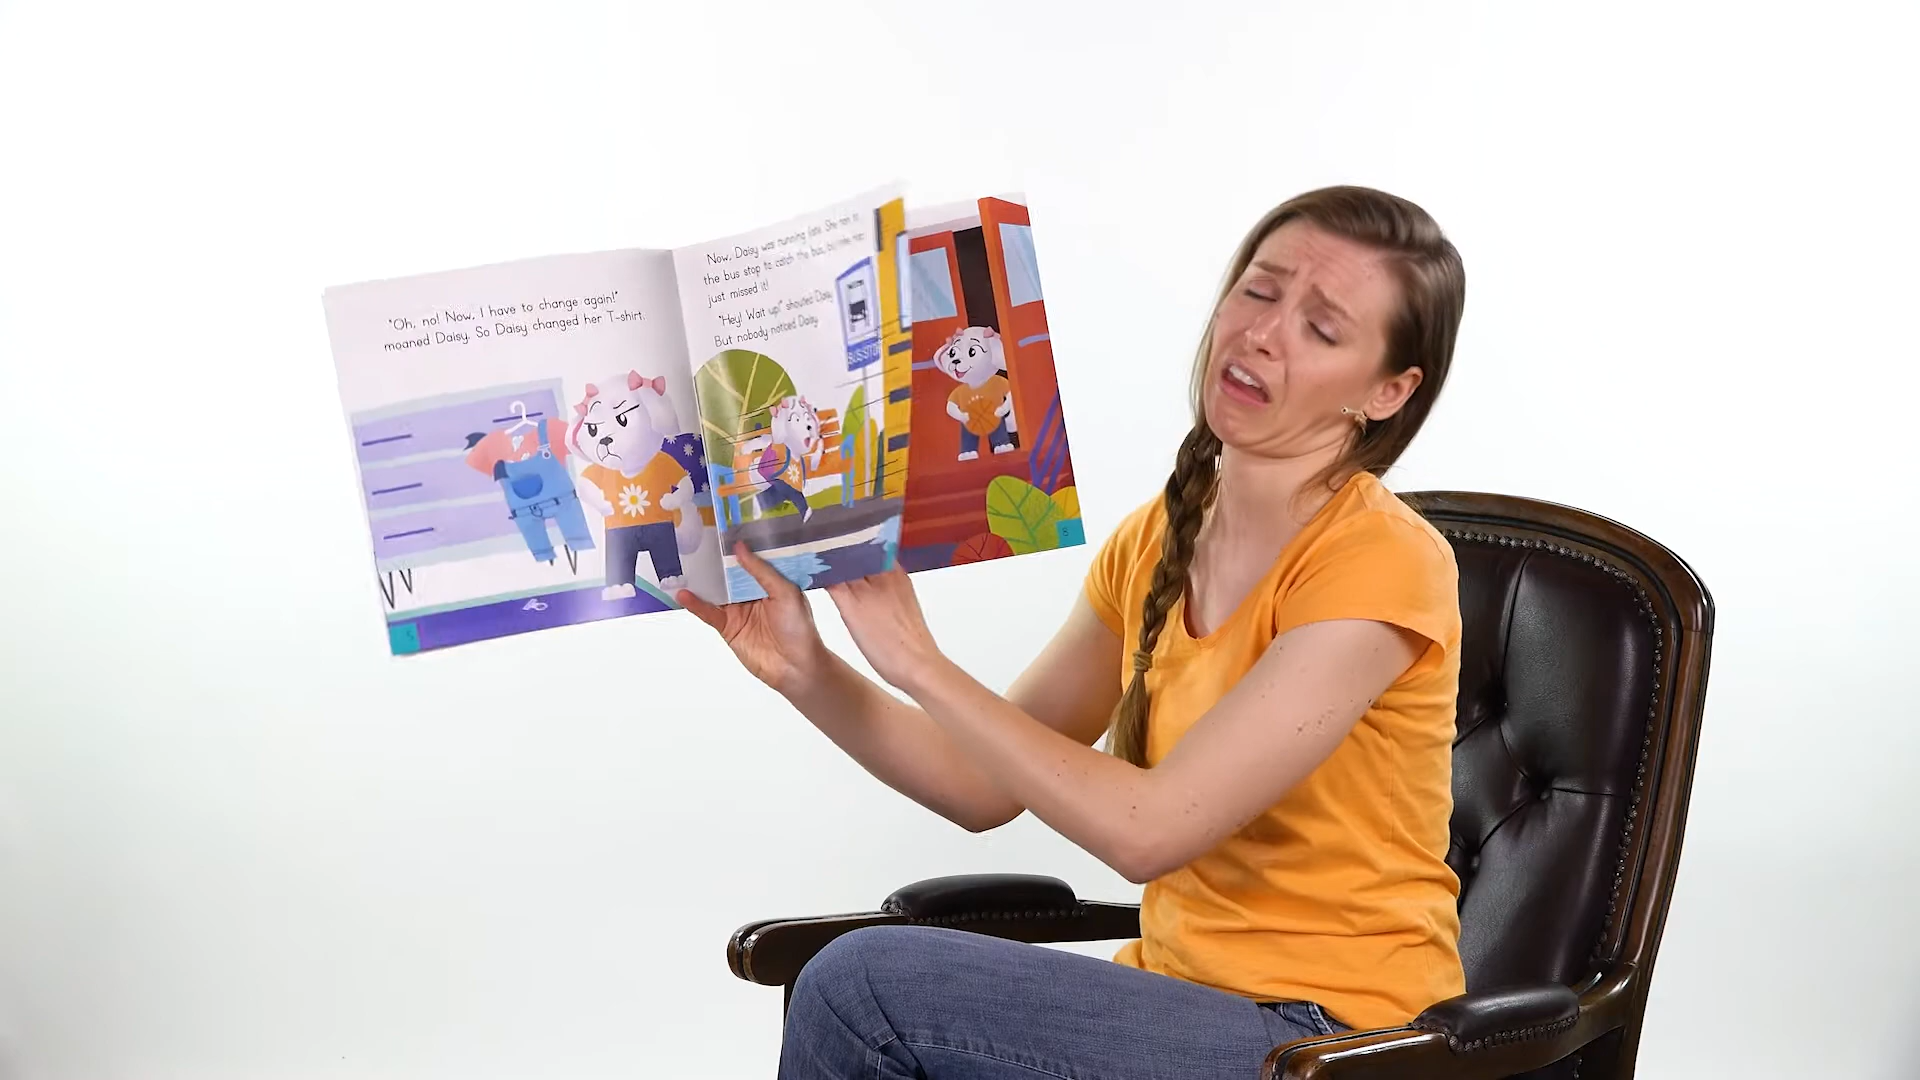 "Oh, no! Now, I have to change again!"
moaned Daisy. So Daisy changed her T-shirt.
5
Now, Daisy was running late. She ran to
the bus stop to catch the bus, but she
just missed it!
"Hey! Wait up!" shouted Daisy.
But nobody noticed Daisy.
BUS STOP
8